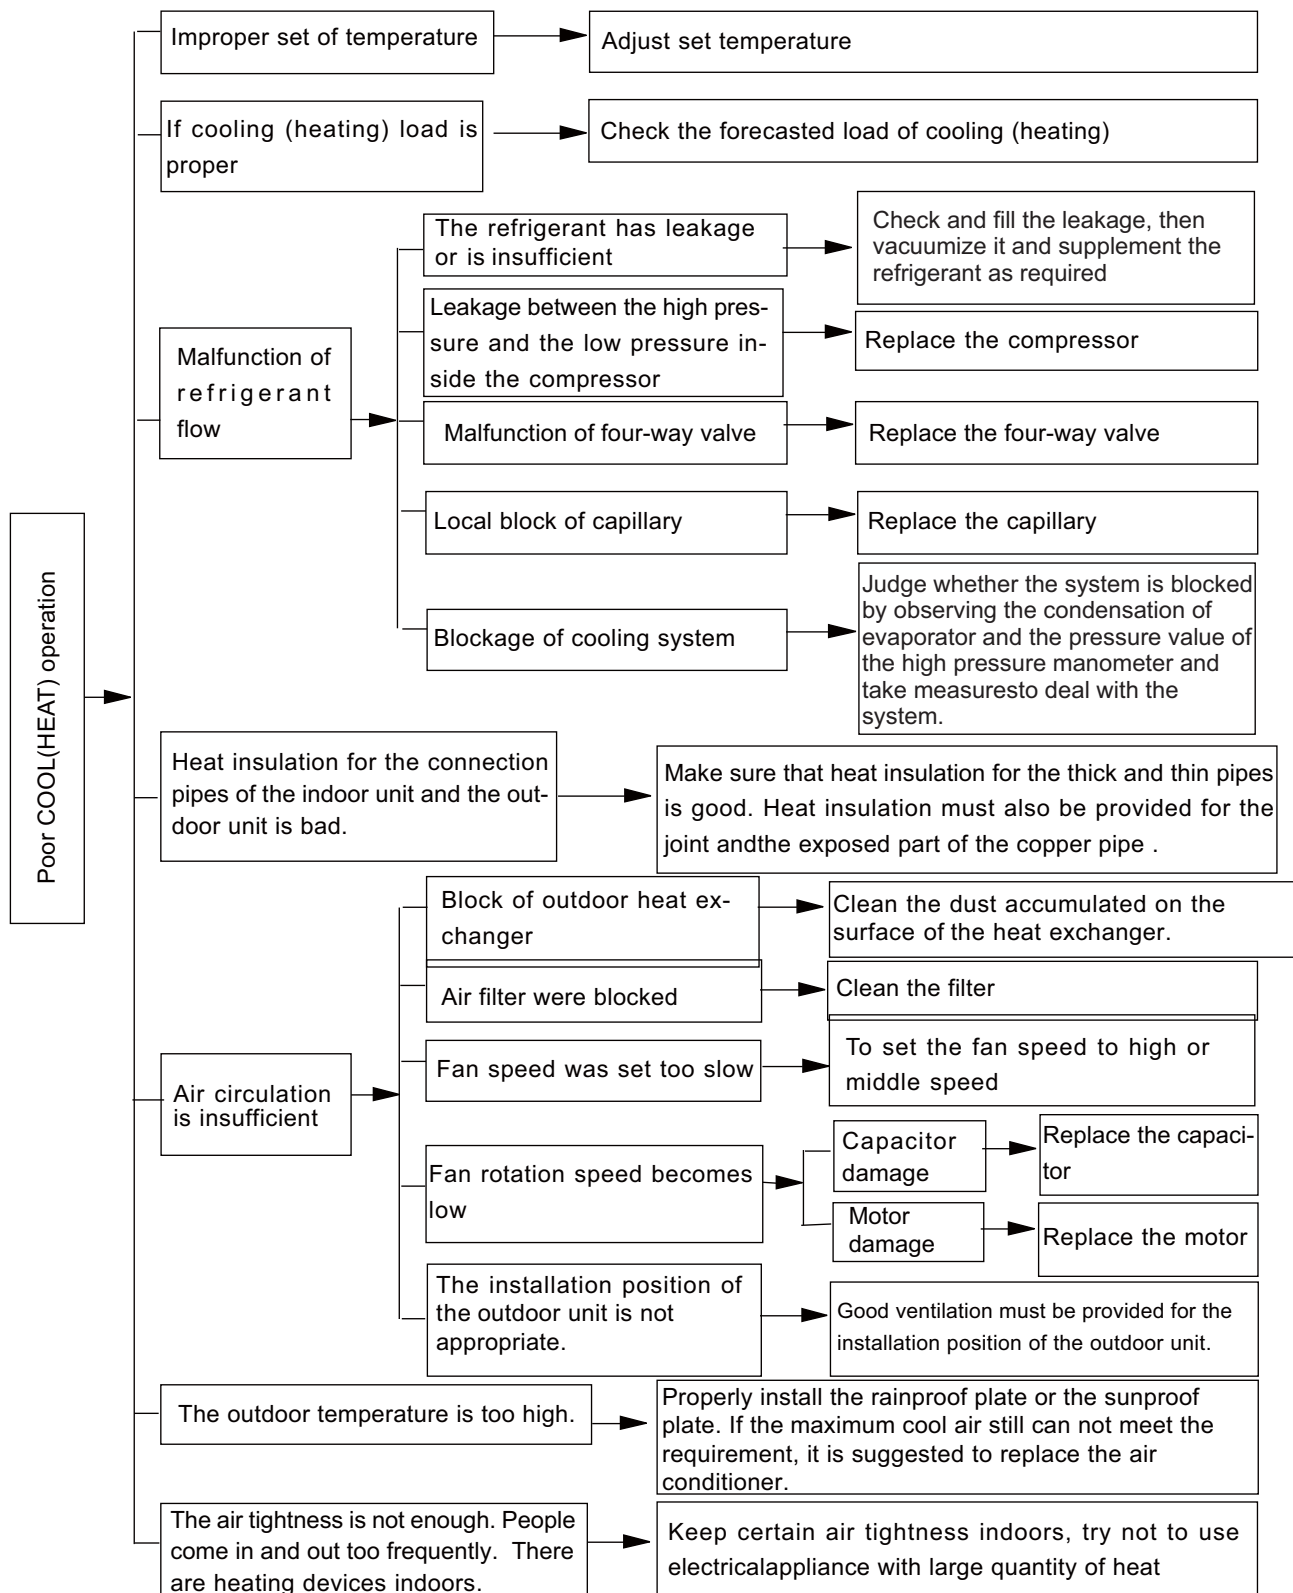 Poor COOL(HEAT) operation
Improper set of temperature
Adjust set temperature
If cooling (heating) load is
proper
Check the forecasted load of cooling (heating)
Malfunction of
refrigerant
flow
The refrigerant has leakage
or is insufficient
Check and fill the leakage, then
vacuumize it and supplement the
refrigerant as required
Leakage between the high pres-
sure and the low pressure in-
side the compressor
Replace the compressor
Malfunction of four-way valve
Replace the four-way valve
Local block of capillary
Replace the capillary
Blockage of cooling system
Judge whether the system is blocked
by observing the condensation of
evaporator and the pressure value of
the high pressure manometer and
take measuresto deal with the
system.
Heat insulation for the connection
pipes of the indoor unit and the out-
door unit is bad.
Make sure that heat insulation for the thick and thin pipes
is good. Heat insulation must also be provided for the
joint andthe exposed part of the copper pipe .
Air circulation
is insufficient
Block of outdoor heat ex-
changer
Clean the dust accumulated on the
surface of the heat exchanger.
Air filter were blocked
Clean the filter
Fan speed was set too slow
To set the fan speed to high or
middle speed
Fan rotation speed becomes
low
Capacitor
damage
Replace the capaci-
tor
Motor
damage
Replace the motor
The installation position of
the outdoor unit is not
appropriate.
Good ventilation must be provided for the
installation position of the outdoor unit.
The outdoor temperature is too high.
Properly install the rainproof plate or the sunproof
plate. If the maximum cool air still can not meet the
requirement, it is suggested to replace the air
conditioner.
The air tightness is not enough. People
come in and out too frequently. There
are heating devices indoors.
Keep certain air tightness indoors, try not to use
electricalappliance with large quantity of heat